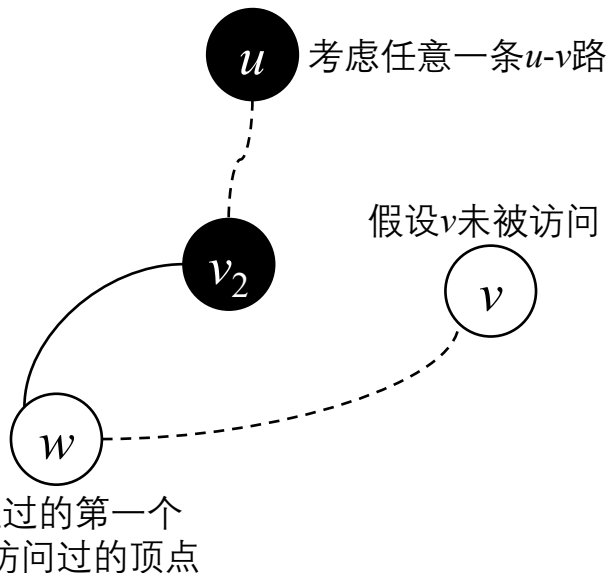 u
考虑任意一条u-v路
假设v未被访问
v2
v
w
过的第一个
访问过的顶点